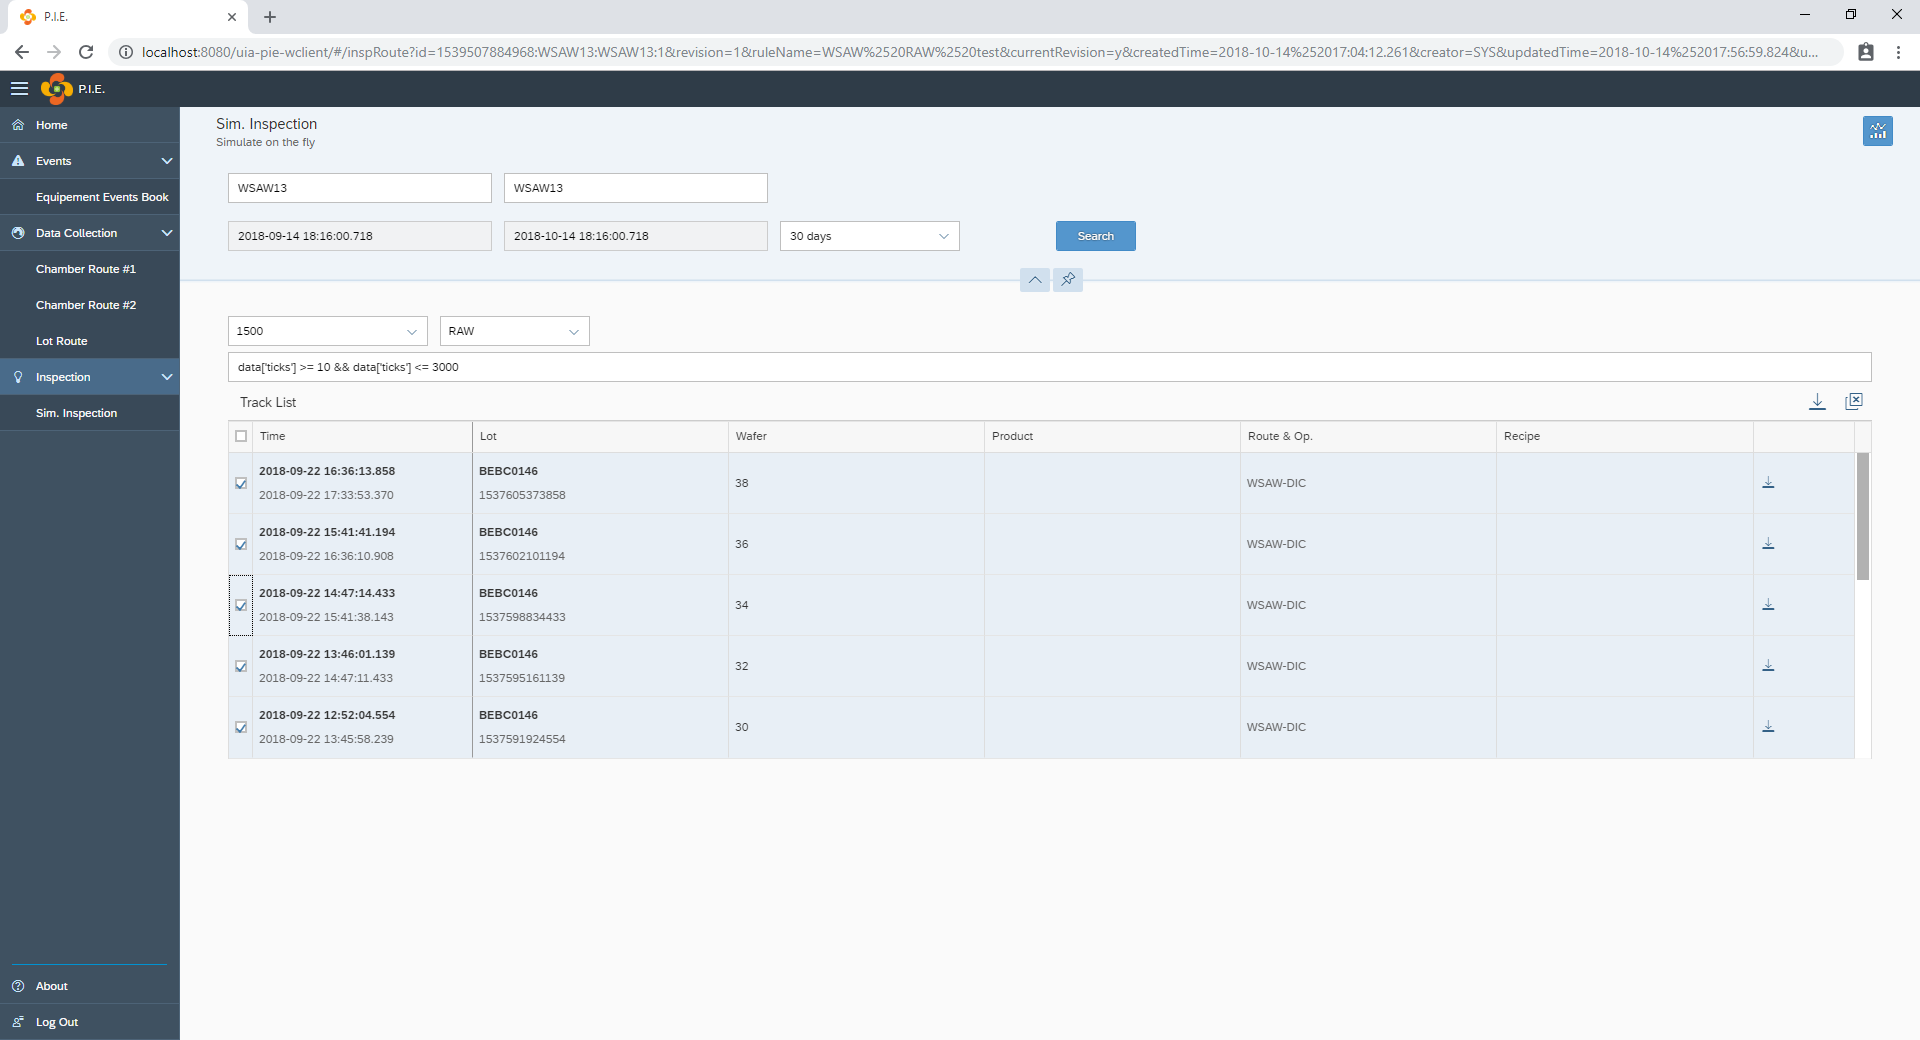 P.I.E.
localhost:8080/uia-pie-wclient/#/inspRoute?id=1539507884968:WSAW13:WSAW13:1&revision=1&ruleName=WSAW%2520RAW%2520test&currentRevision=y&createdTime=2018-10-14%252017:04:12.261&creator=SYS&updatedTime=2018-10-14%252017:56:59.824&u...
P.I.E.
Home
Events
Equipement Events Book
Data Collection
Chamber Route #1
Chamber Route #2
Lot Route
Inspection
Sim. Inspection
About
Log Out
Sim. Inspection
Simulate on the fly
WSAW13 WSAW13
2018-09-14 18:16:00.718 2018-10-14 18:16:00.718 30 days Search
1500 RAW
data['ticks'] >= 10 && data['ticks'] <= 3000
Track List
Time Lot Wafer Product Route & Op. Recipe
2018-09-22 16:36:13.858 BEBC0146
38 WSAW-DIC
2018-09-22 17:33:53.370 1537605373858
2018-09-22 15:41:41.194 BEBC0146
36 WSAW-DIC
2018-09-22 16:36:10.908 1537602101194
2018-09-22 14:47:14.433 BEBC0146
34 WSAW-DIC
2018-09-22 15:41:38.143 1537598834433
2018-09-22 13:46:01.139 BEBC0146
32 WSAW-DIC
2018-09-22 14:47:11.433 1537595161139
2018-09-22 12:52:04.554 BEBC0146
30 WSAW-DIC
2018-09-22 13:45:58.239 1537591924554